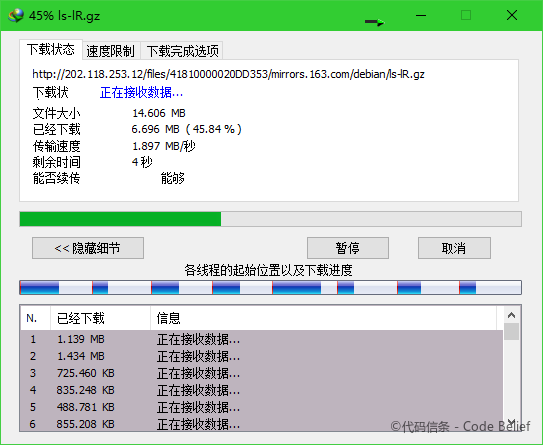 45% ls-lR.gz
下载状态 速度限制 下载完成选项
http://202.118.253.12/files/41810000020DD353/mirrors.163.com/debian/ls-lR.gz
下载状 正在接收数据...
文件大小 14.606 MB
已经下载 6.696 MB ( 45.84 % )
传输速度 1.897 MB/秒
剩余时间 4 秒
能否续传 能够
<< 隐藏细节 暂停 取消
各线程的起始位置以及下载进度
N. 已经下载 信息
1 1.139 MB 正在接收数据...
2 1.434 MB 正在接收数据...
3 725.460 KB 正在接收数据...
4 835.248 KB 正在接收数据...
5 488.781 KB 正在接收数据...
6 855.208 KB 正在接收数据...
©代码信条 - Code Belief